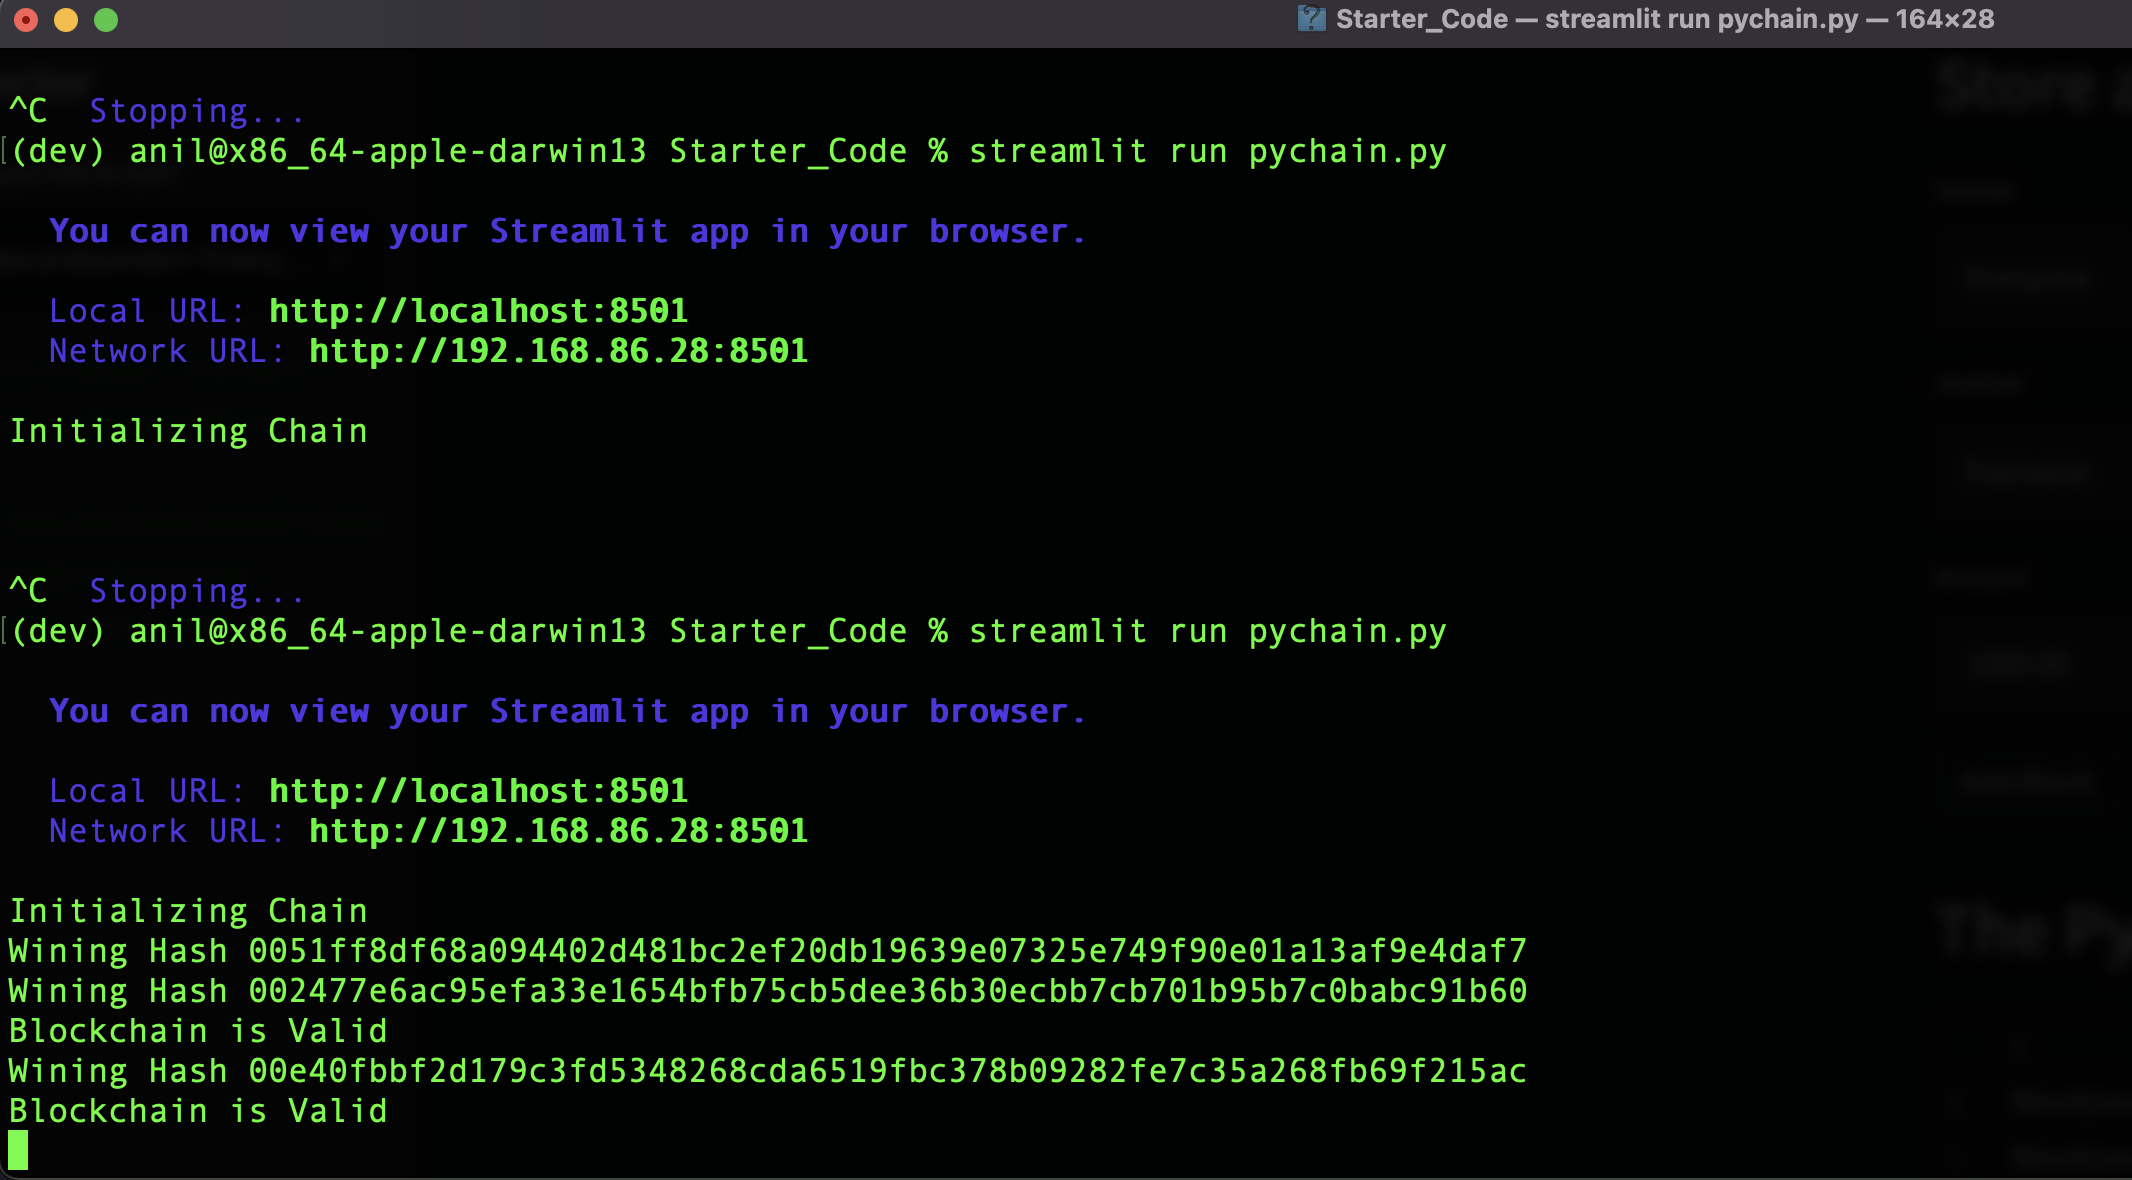 Starter_Code — streamlit run pychain.py — 164×28
^C  Stopping...
(dev) anil@x86_64-apple-darwin13 Starter_Code % streamlit run pychain.py
You can now view your Streamlit app in your browser.
Local URL: http://localhost:8501
Network URL: http://192.168.86.28:8501
Initializing Chain
^C  Stopping...
(dev) anil@x86_64-apple-darwin13 Starter_Code % streamlit run pychain.py
You can now view your Streamlit app in your browser.
Local URL: http://localhost:8501
Network URL: http://192.168.86.28:8501
Initializing Chain
Wining Hash 0051ff8df68a094402d481bc2ef20db19639e07325e749f90e01a13af9e4daf7
Wining Hash 002477e6ac95efa33e1654bfb75cb5dee36b30ecbb7cb701b95b7c0babc91b60
Blockchain is Valid
Wining Hash 00e40fbbf2d179c3fd5348268cda6519fbc378b09282fe7c35a268fb69f215ac
Blockchain is Valid
Store a
The Py